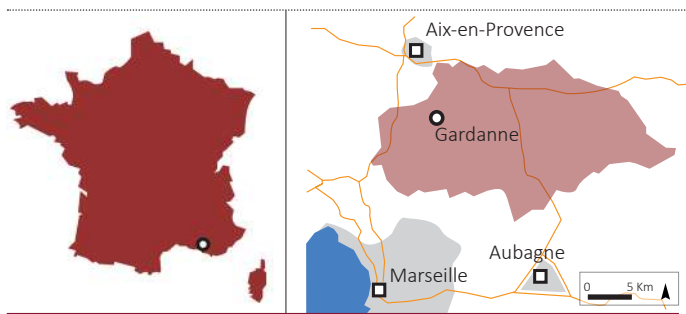 Aix-en-Provence
Gardanne
Aubagne
Marseille
0 5 Km